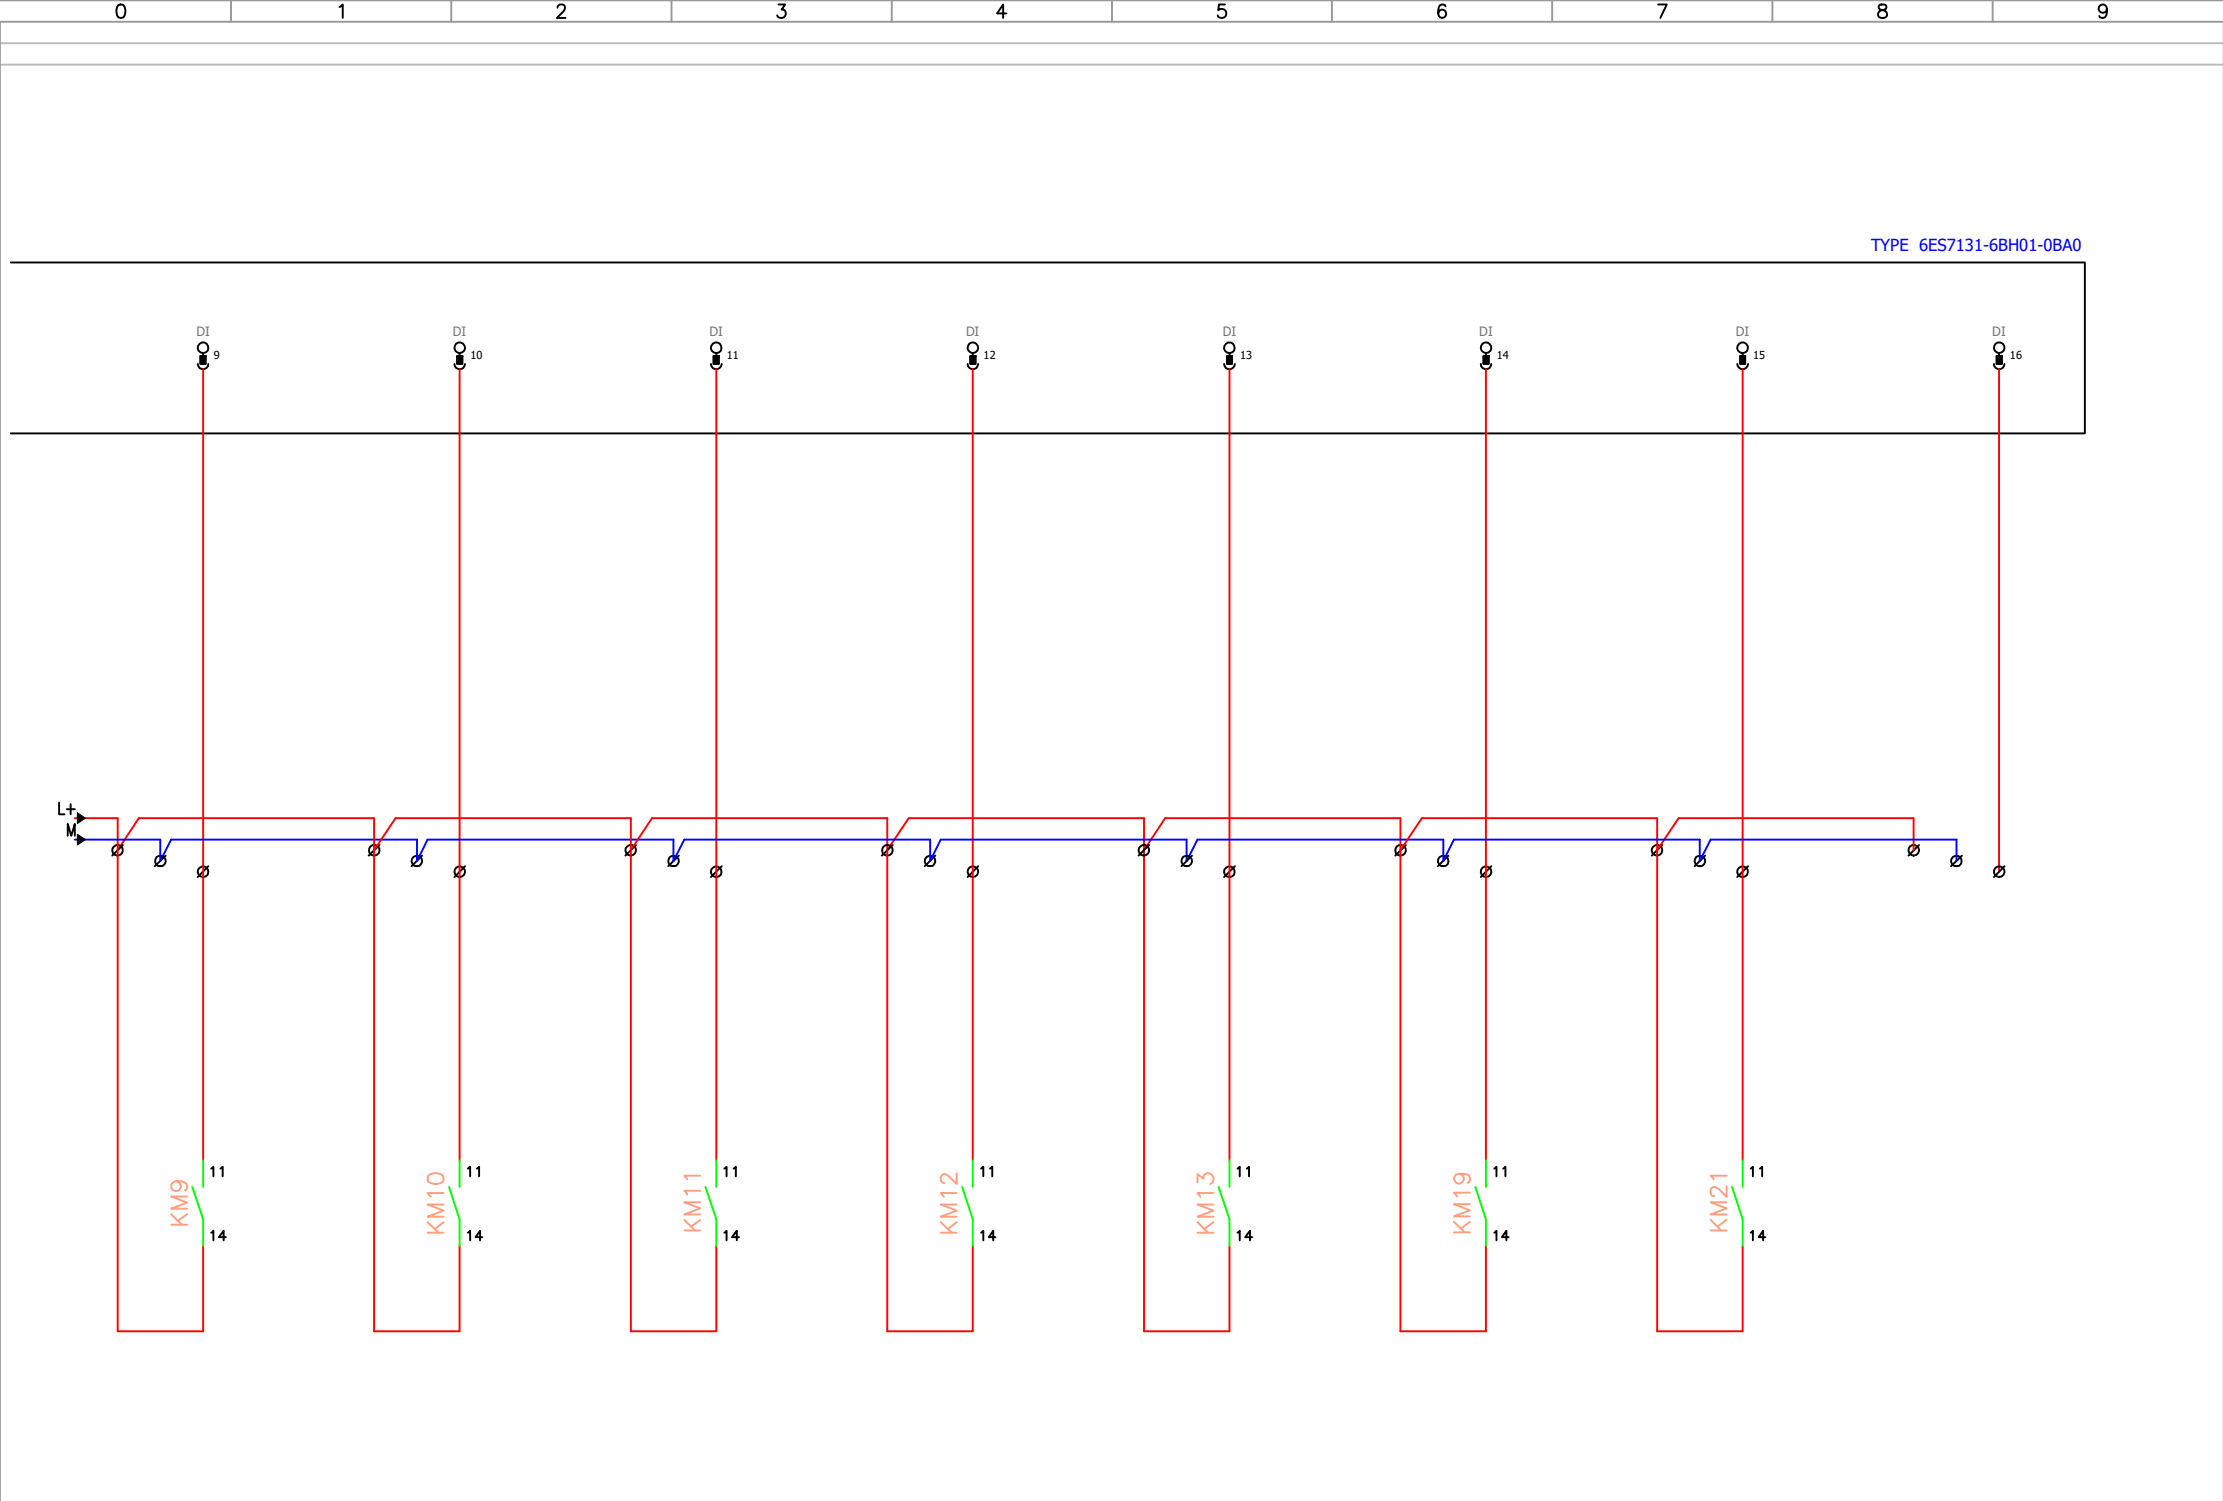 0 1 2 3 4 5 6 7 8 9
TYPE 6ES7131-6BH01-0BA0
DI DI DI DI DI DI DI DI
9 10 11 12 13 14 15 16
L+
M
11 11 11 11 11 11 11
KM9 KM10 KM11 KM12 KM13 KM19 KM21
14 14 14 14 14 14 14